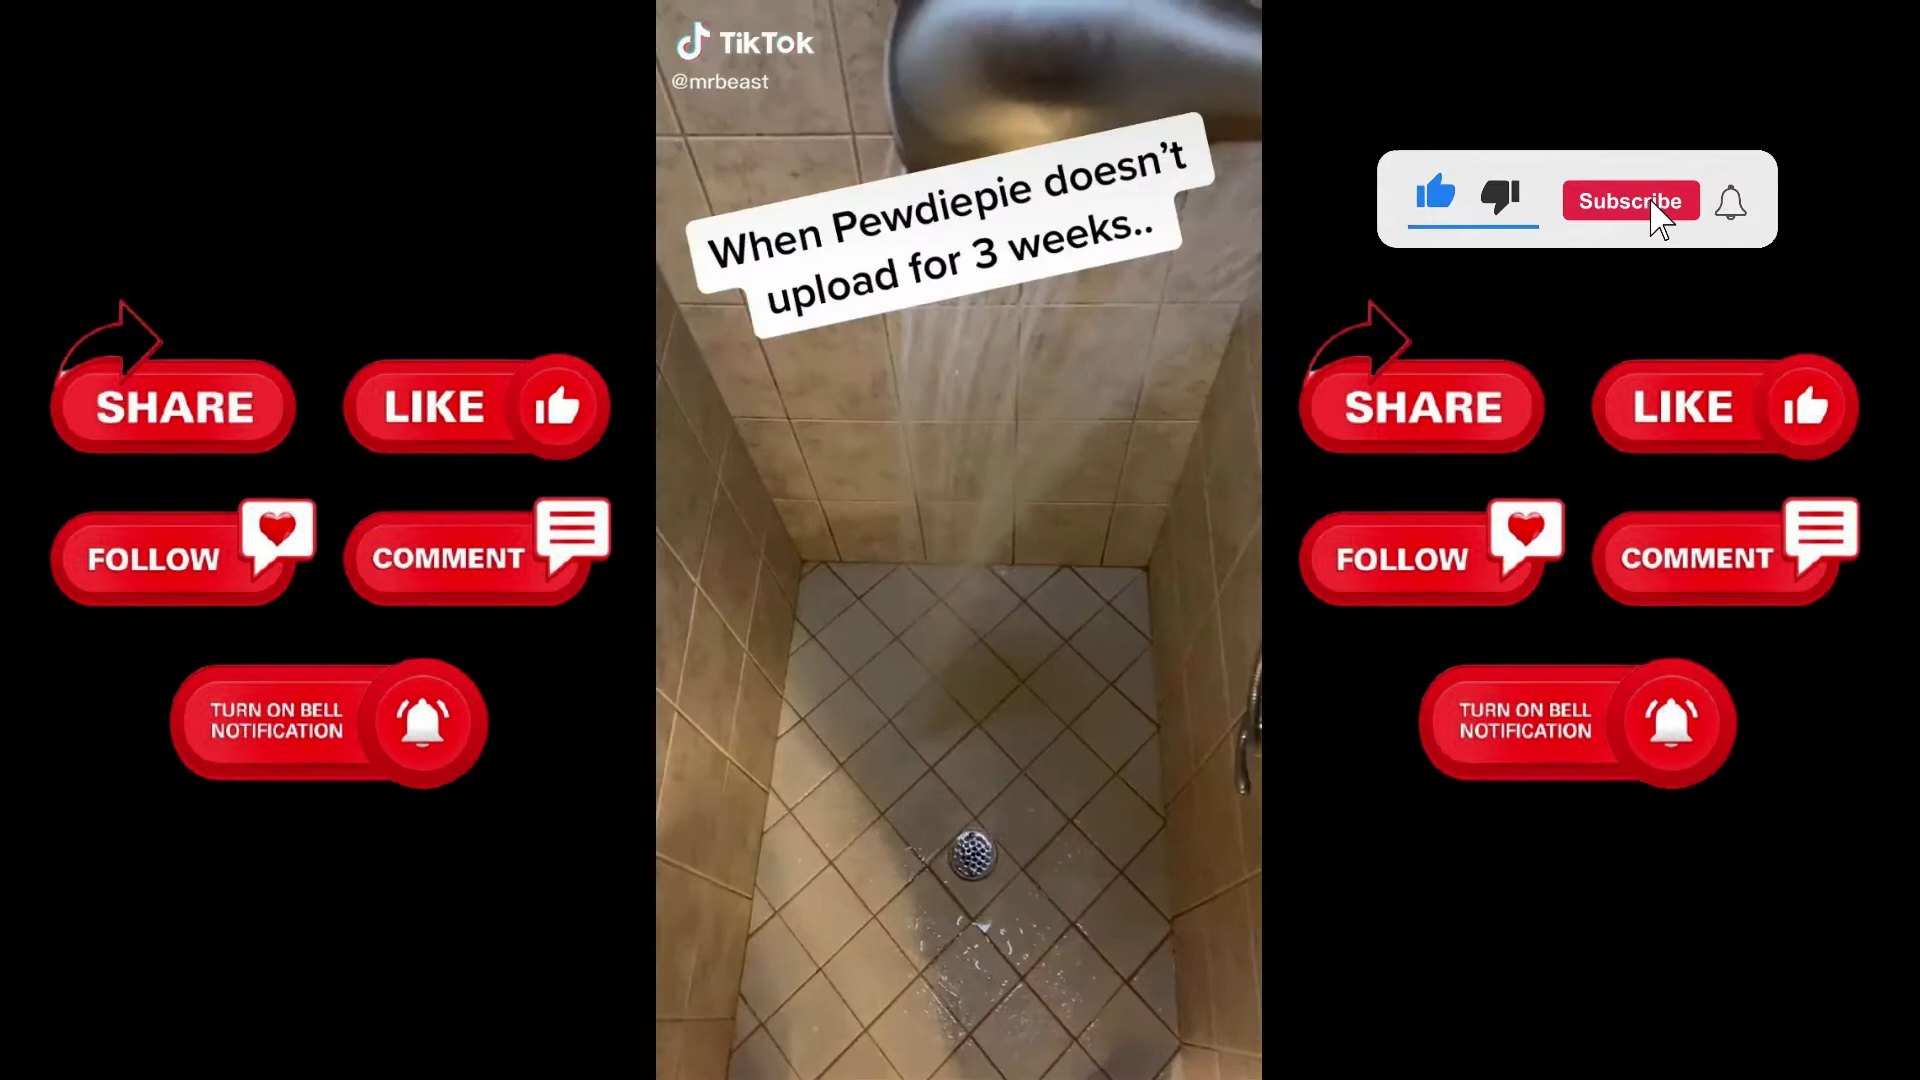 TikTok
@mrbeast
When Pewdiepie doesn't
upload for 3 weeks..
Subscribe
SHARE
LIKE
FOLLOW
COMMENT
TURN ON BELL
NOTIFICATION
SHARE
LIKE
FOLLOW
COMMENT
TURN ON BELL
NOTIFICATION